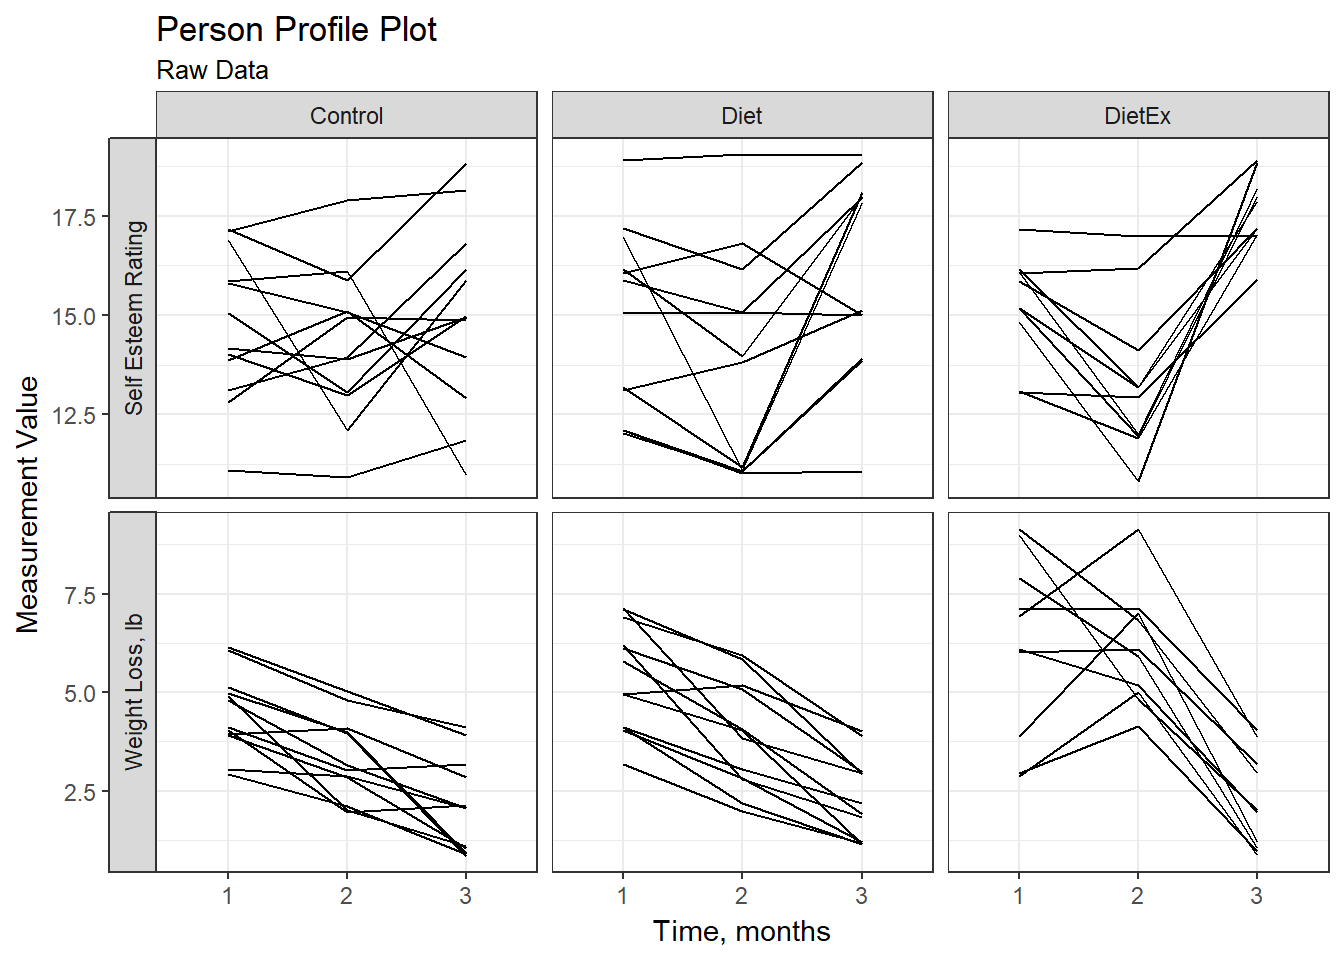 Person Profile Plot
Raw Data
Control
Diet
DietEx
Measurement Value
Self Esteem Rating
17.5
15.0
12.5
Weight Loss, lb
7.5
5.0
2.5
1
2
3
1
2
3
1
2
3
Time, months